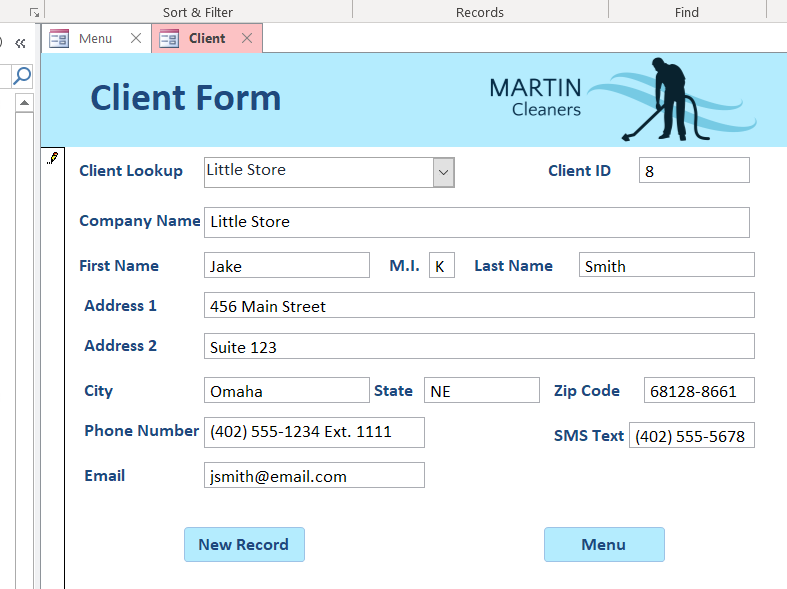 Sort & Filter Records Find
Menu Client
Client Form
MARTIN
Cleaners
Client Lookup Little Store Client ID 8
Company Name Little Store
First Name Jake M.I. K Last Name Smith
Address 1 456 Main Street
Address 2 Suite 123
City Omaha State NE Zip Code 68128-8661
Phone Number (402) 555-1234 Ext. 1111 SMS Text (402) 555-5678
Email jsmith@email.com
New Record Menu